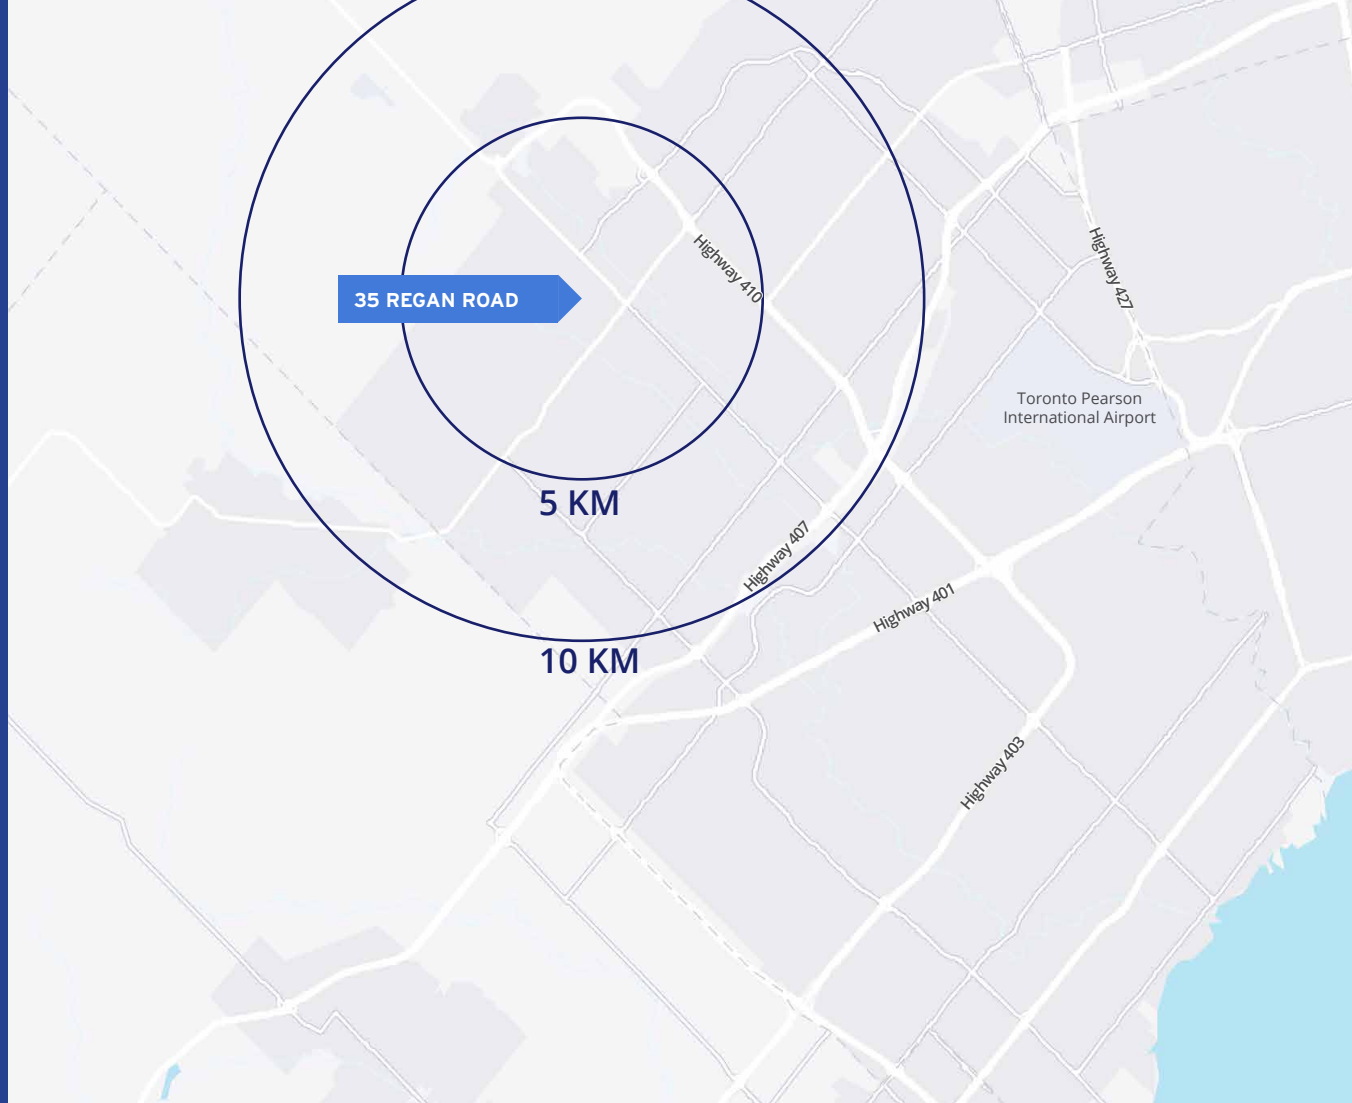 Highway 410
Highway 427
35 REGAN ROAD
Toronto Pearson
International Airport
5 KM
Highway 407
Highway 401
10 KM
Highway 403